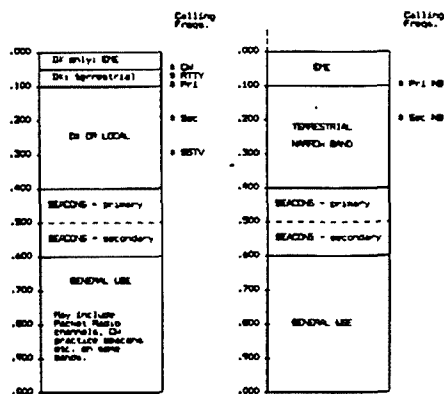 Calling
Freqs.
.000
DX only: EME
DX: terrestrial
.100
* CW
* RTTY
* Pri
.200
* Sec
DX OR LOCAL
.300
* SSTV
.400
BEACONS - primary
.500
BEACONS - secondary
.600
GENERAL USE
.700
May include
Packet Radio
channels, CW
practice beacons
etc. on some
bands.
.800
.900
.000
Calling
Freqs.
.000
EME
.100
* Pri NB
.200
* Sec NB
TERRESTRIAL
NARROW BAND
.300
.400
BEACONS - primary
.500
BEACONS - secondary
.600
.700
.800
GENERAL USE
.900
.000